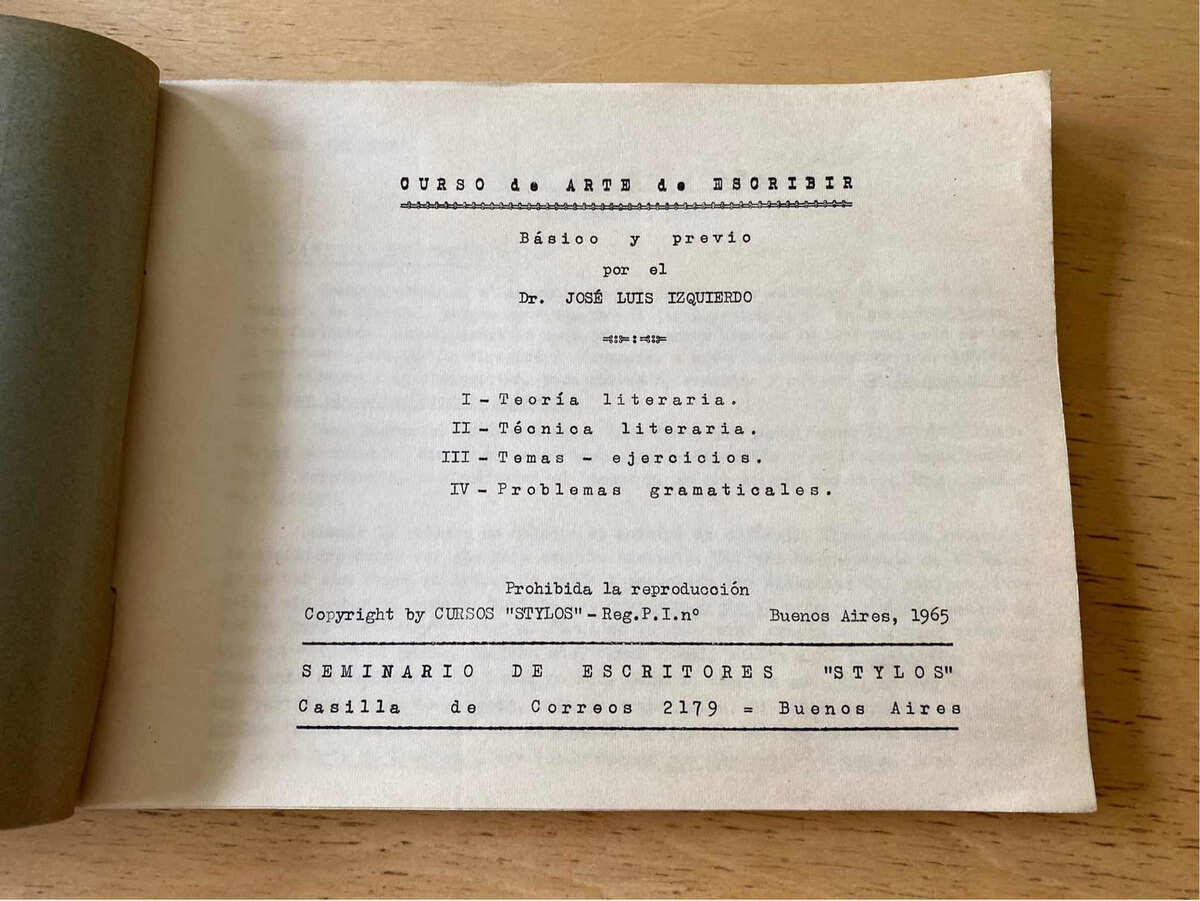 CURSO de ARTE de ESCRIBIR
Básico y previo
por el
Dr. JOSÉ LUIS IZQUIERDO
I - Teoría literaria.
II - Técnica literaria.
III - Temas - ejercicios.
IV - Problemas gramaticales.
Prohibida la reproducción
Copyright by CURSOS "STYLOS" - Reg.P.I.nº Buenos Aires, 1965
SEMINARIO DE ESCRITORES "STYLOS"
Casilla de Correos 2179 = Buenos Aires